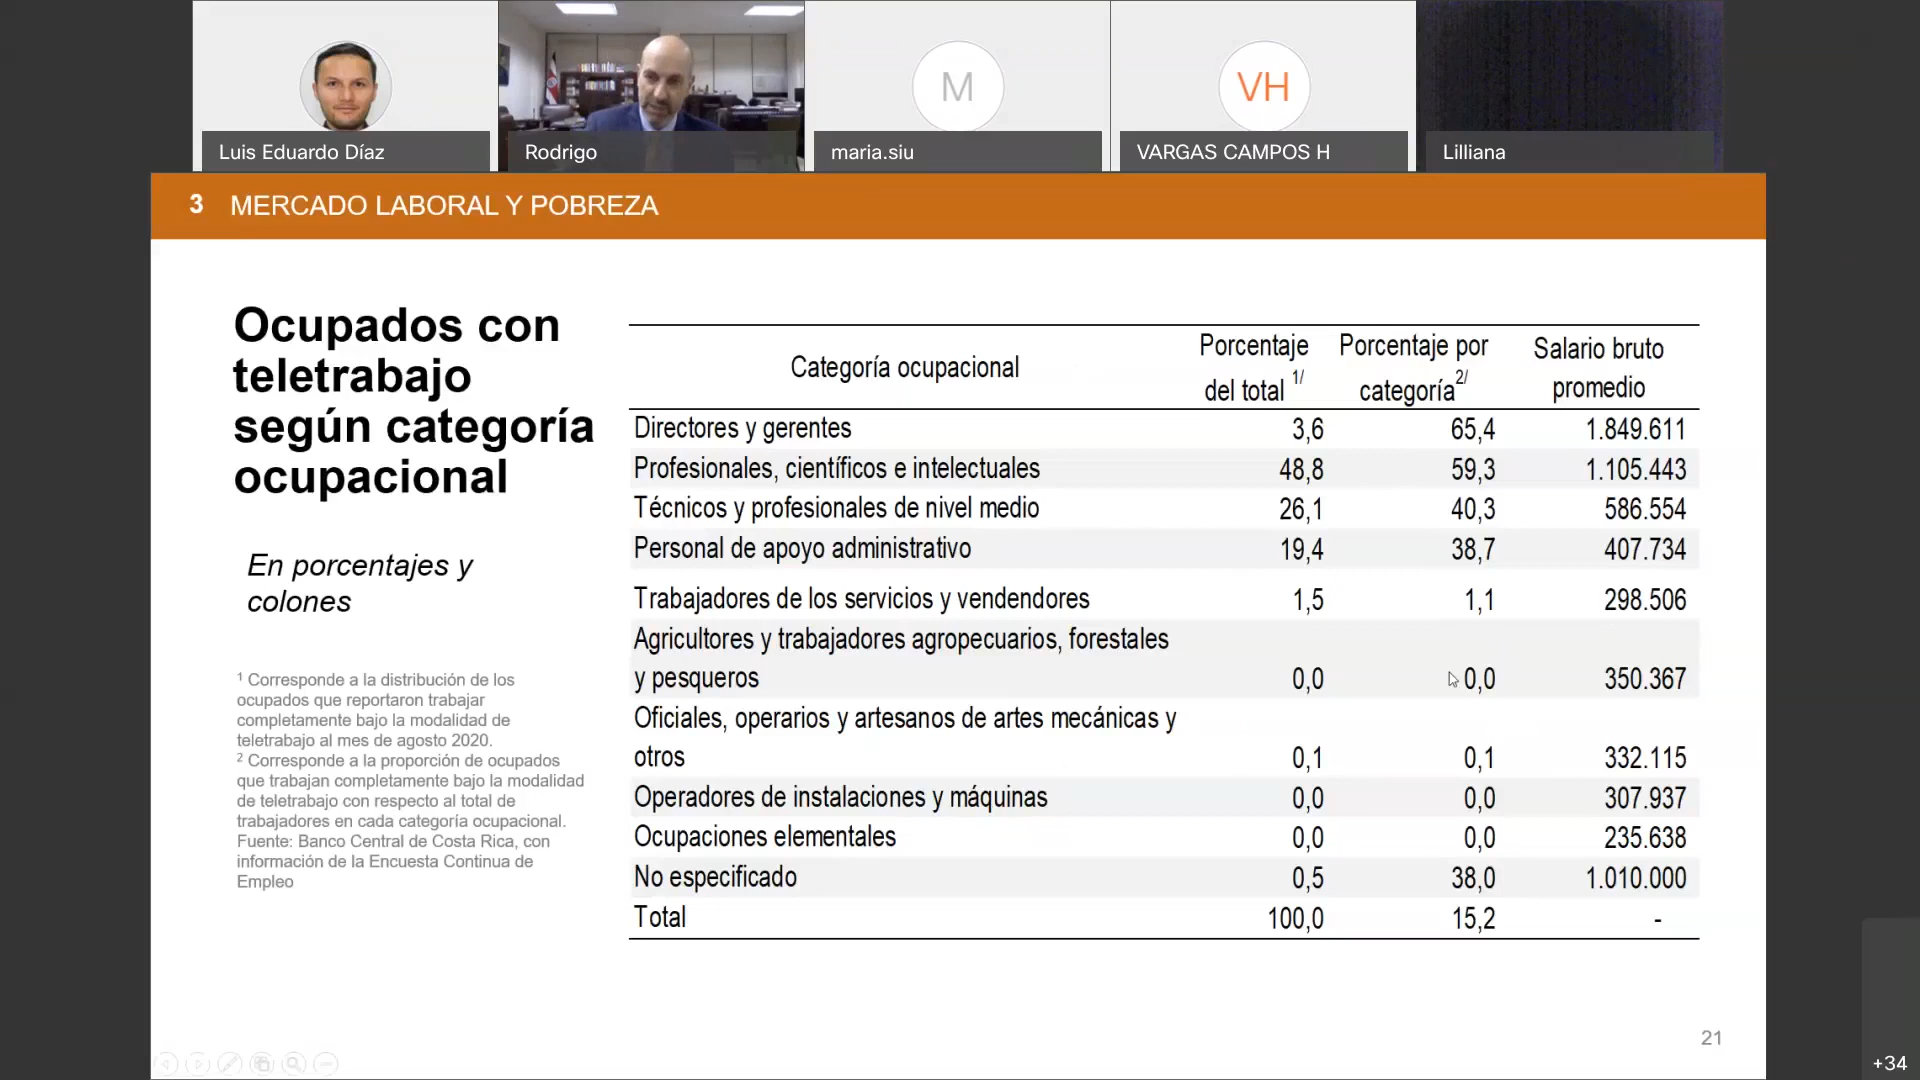 M
VH
Luis Eduardo Díaz
Rodrigo
maria.siu
VARGAS CAMPOS H
Lilliana
3 MERCADO LABORAL Y POBREZA
Ocupados con
teletrabajo
según categoría
ocupacional
En porcentajes y
colones
¹ Corresponde a la distribución de los
ocupados que reportaron trabajar
completamente bajo la modalidad de
teletrabajo al mes de agosto 2020.
² Corresponde a la proporción de ocupados
que trabajan completamente bajo la modalidad
de teletrabajo con respecto al total de
trabajadores en cada categoría ocupacional.
Fuente: Banco Central de Costa Rica, con
información de la Encuesta Continua de
Empleo
Categoría ocupacional
Porcentaje
del total 1/
Porcentaje por
categoría2/
Salario bruto
promedio
Directores y gerentes 3,6 65,4 1.849.611
Profesionales, científicos e intelectuales 48,8 59,3 1.105.443
Técnicos y profesionales de nivel medio 26,1 40,3 586.554
Personal de apoyo administrativo 19,4 38,7 407.734
Trabajadores de los servicios y vendendores 1,5 1,1 298.506
Agricultores y trabajadores agropecuarios, forestales
y pesqueros 0,0 0,0 350.367
Oficiales, operarios y artesanos de artes mecánicas y
otros 0,1 0,1 332.115
Operadores de instalaciones y máquinas 0,0 0,0 307.937
Ocupaciones elementales 0,0 0,0 235.638
No especificado 0,5 38,0 1.010.000
Total 100,0 15,2 -
21
+34